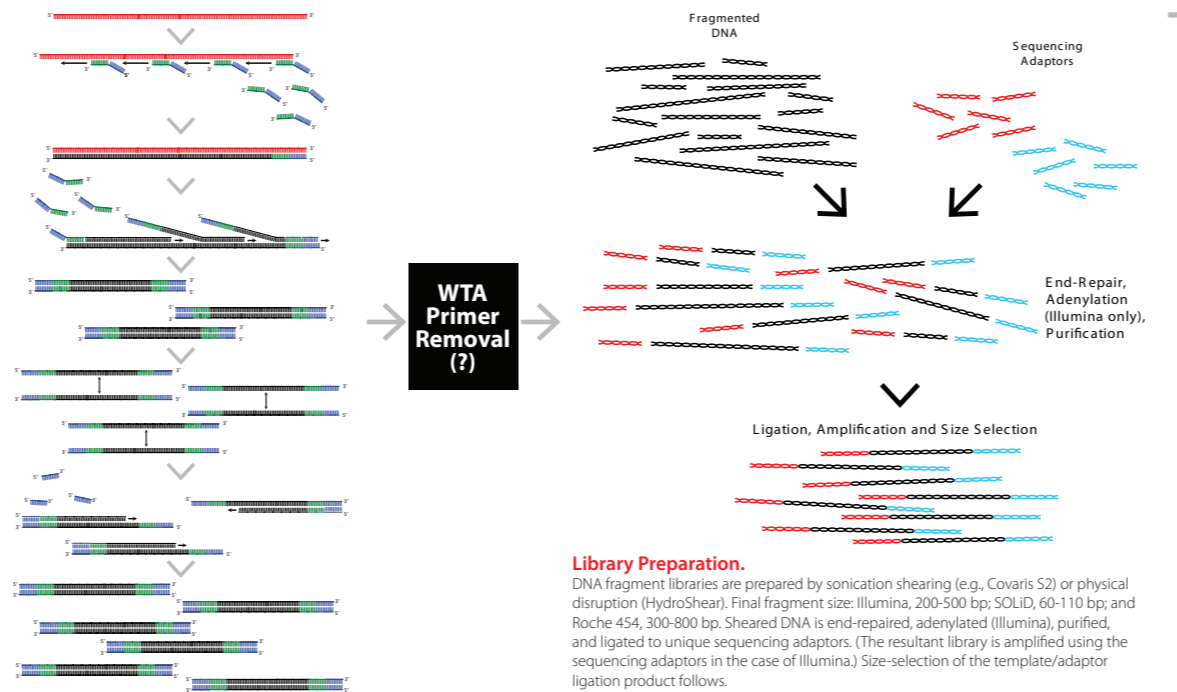 Fragmented
DNA
Sequencing
Adaptors
WTA
Primer
Removal
(?)
End-Repair,
Adenylation
(Illumina only),
Purification
Ligation, Amplification and Size Selection
Library Preparation.
DNA fragment libraries are prepared by sonication shearing (e.g., Covaris S2) or physical
disruption (HydroShear). Final fragment size: Illumina, 200-500 bp; SOLiD, 60-110 bp; and
Roche 454, 300-800 bp. Sheared DNA is end-repaired, adenylated (Illumina), purified,
and ligated to unique sequencing adaptors. (The resultant library is amplified using the
sequencing adaptors in the case of Illumina.) Size-selection of the template/adaptor
ligation product follows.